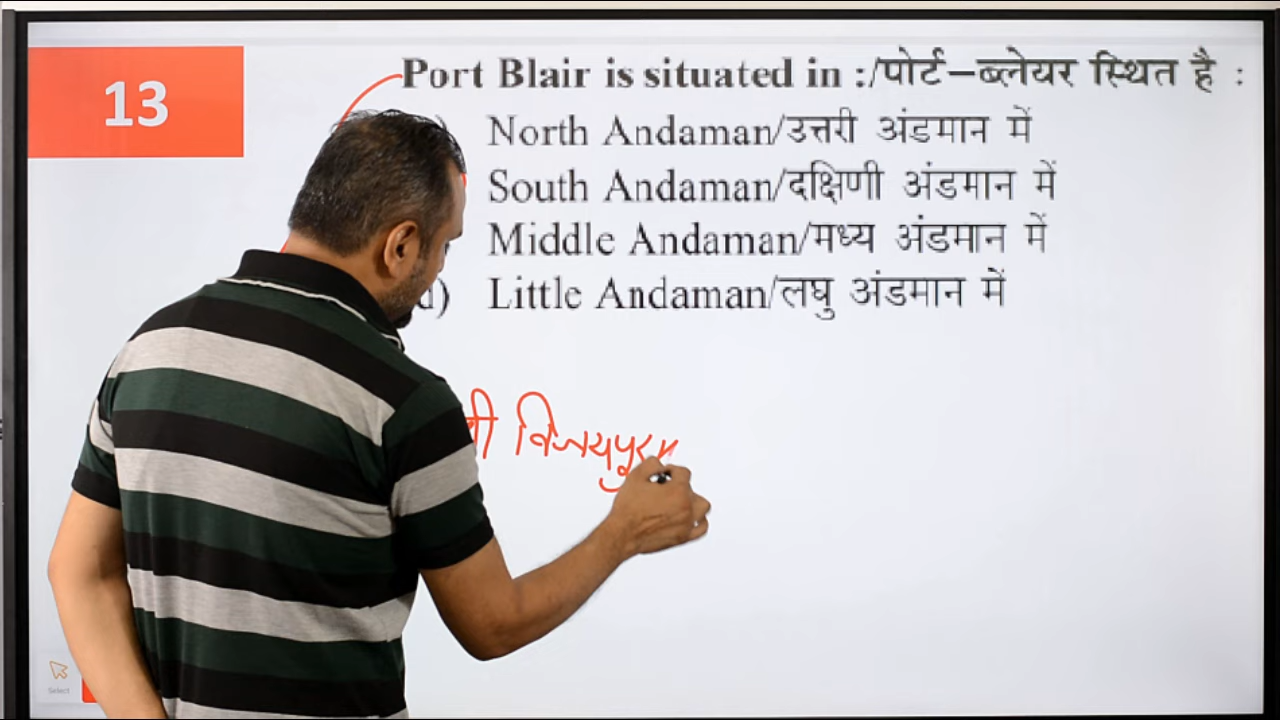 13
Port Blair is situated in :/पोर्ट–ब्लेयर स्थित है :
North Andaman/उत्तरी अंडमान में
South Andaman/दक्षिणी अंडमान में
Middle Andaman/मध्य अंडमान में
d) Little Andaman/लघु अंडमान में
विजयपुरम
Select